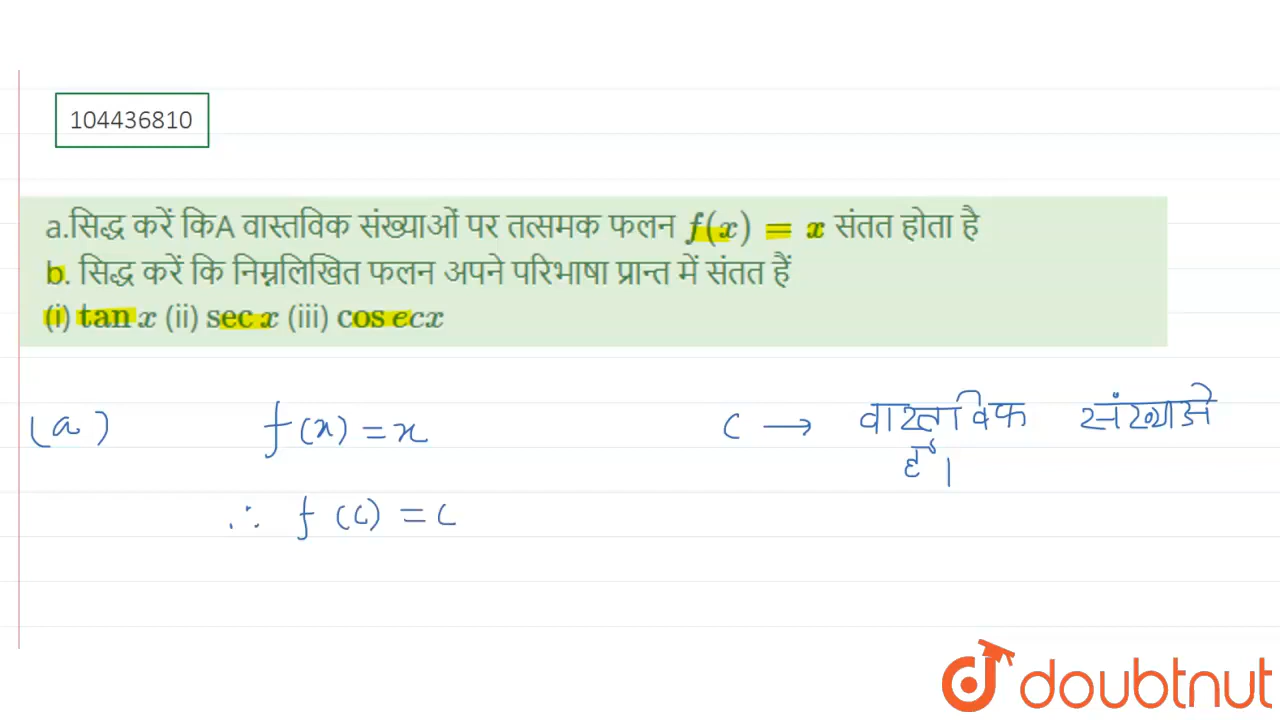 104436810
a.सिद्ध करें किA वास्तविक संख्याओं पर तत्समक फलन f(x) = x संतत होता है
b. सिद्ध करें कि निम्नलिखित फलन अपने परिभाषा प्रान्त में संतत हैं
(i) tan x (ii) sec x (iii) cos ecx
(a) f(x) = x c → वास्तविक संख्याओ
है।
∴ f(c) = c
doubtnut